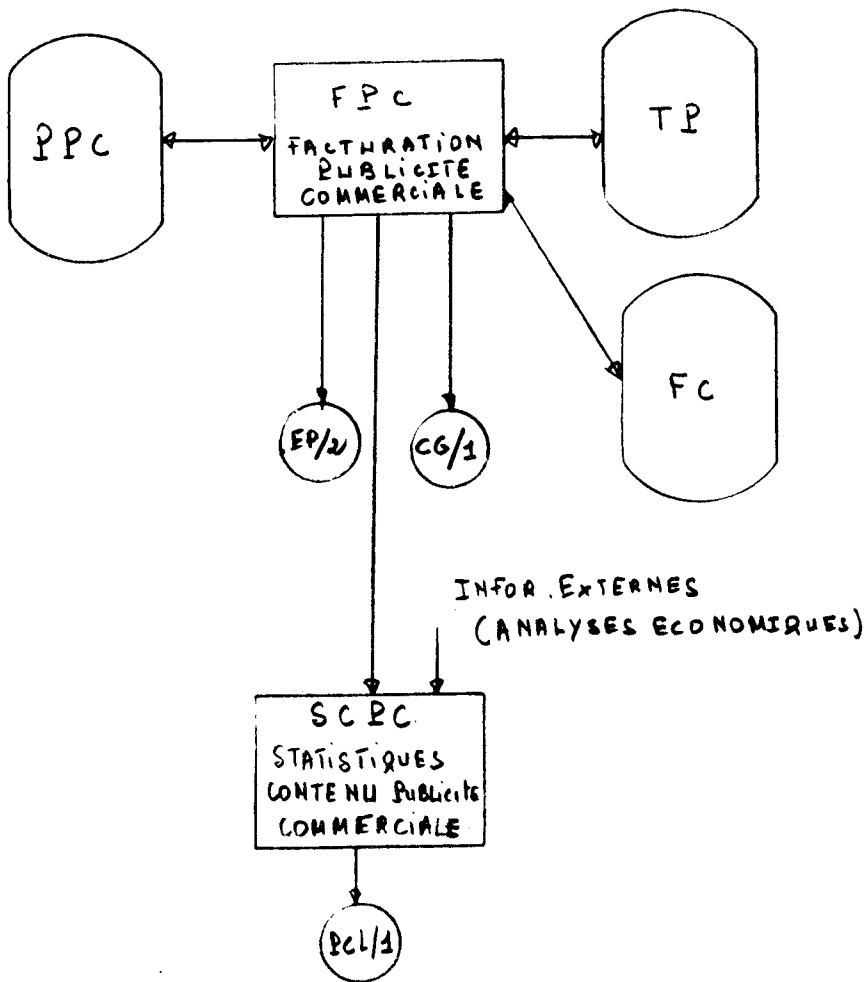 FPC
TP
PPC
FACTURATION
PUBLICITE
COMMERCIALE
FC
EP/2
CG/1
INFOR. EXTERNES
(ANALYSES ECONOMIQUES)
SCPC
STATISTIQUES
CONTENU PUBLICITE
COMMERCIALE
PCL/1